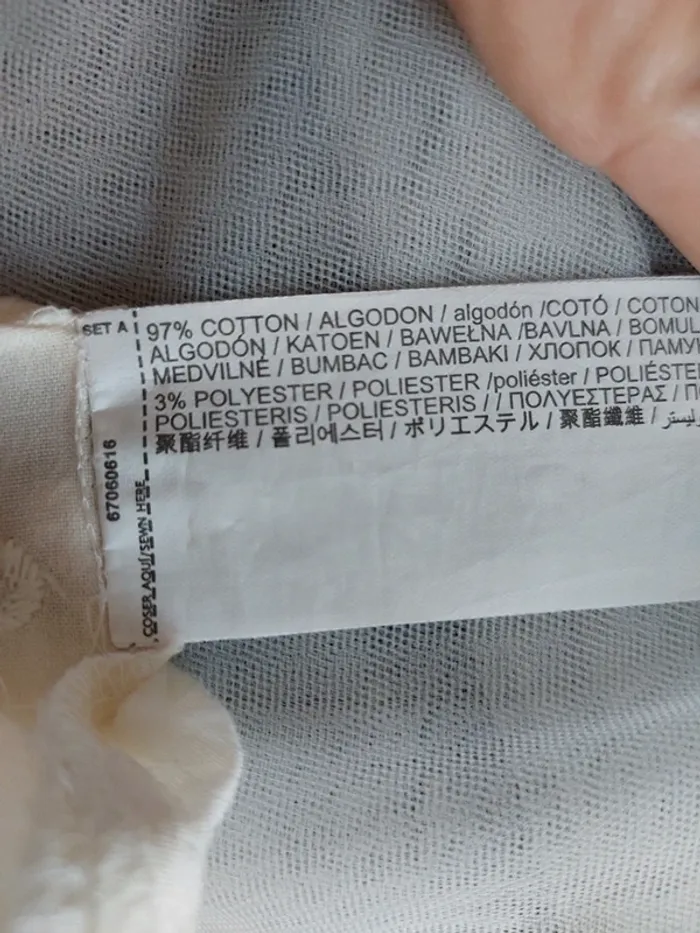 SET A
97% COTTON / ALGODON / algodón /COTÓ / COTON
ALGODÓN / KATOEN / BAWEŁNA /BAVLNA / BOMUL
MEDVILNĖ / BUMBAC / BAMBAKI / ХЛОПОК / ПАМУ
3% POLYESTER / POLIESTER /poliéster / POLIÉSTE
POLIESTERIS / POLIESTERIS / / ΠΟΛΥΕΣΤΕΡΑΣ / ПО
聚酯纤维 / 폴리에스터 / ポリエステル / 聚酯纖維 /
67060616
COSER AQUÍ/SEWN HERE